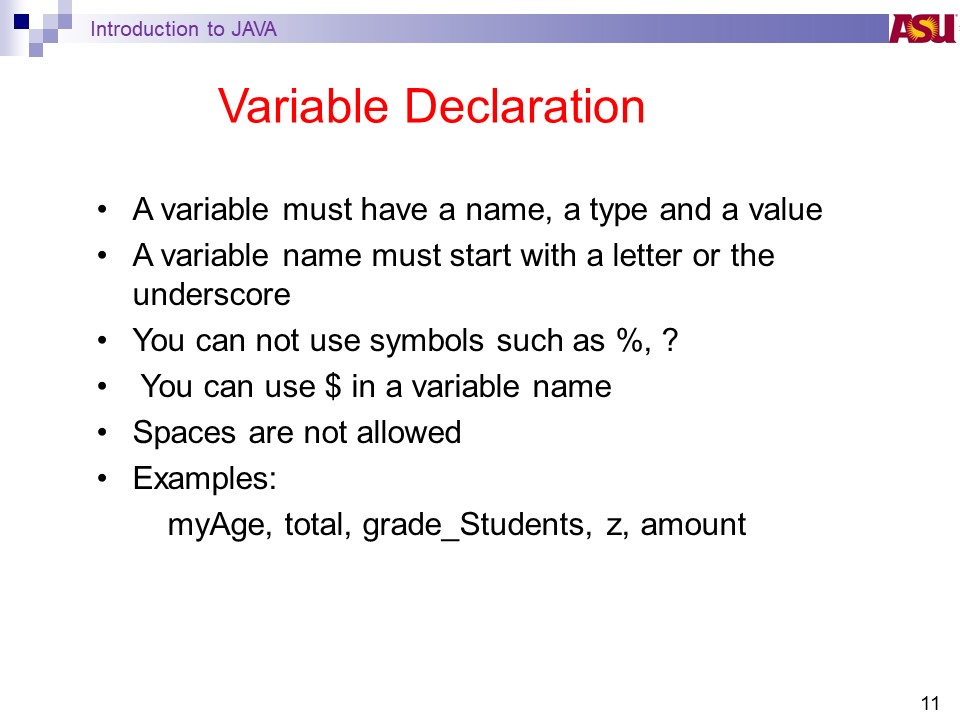 Introduction to JAVA
ASU
Variable Declaration
• A variable must have a name, a type and a value
• A variable name must start with a letter or the
underscore
• You can not use symbols such as %, ?
• You can use $ in a variable name
• Spaces are not allowed
• Examples:
myAge, total, grade_Students, z, amount
11